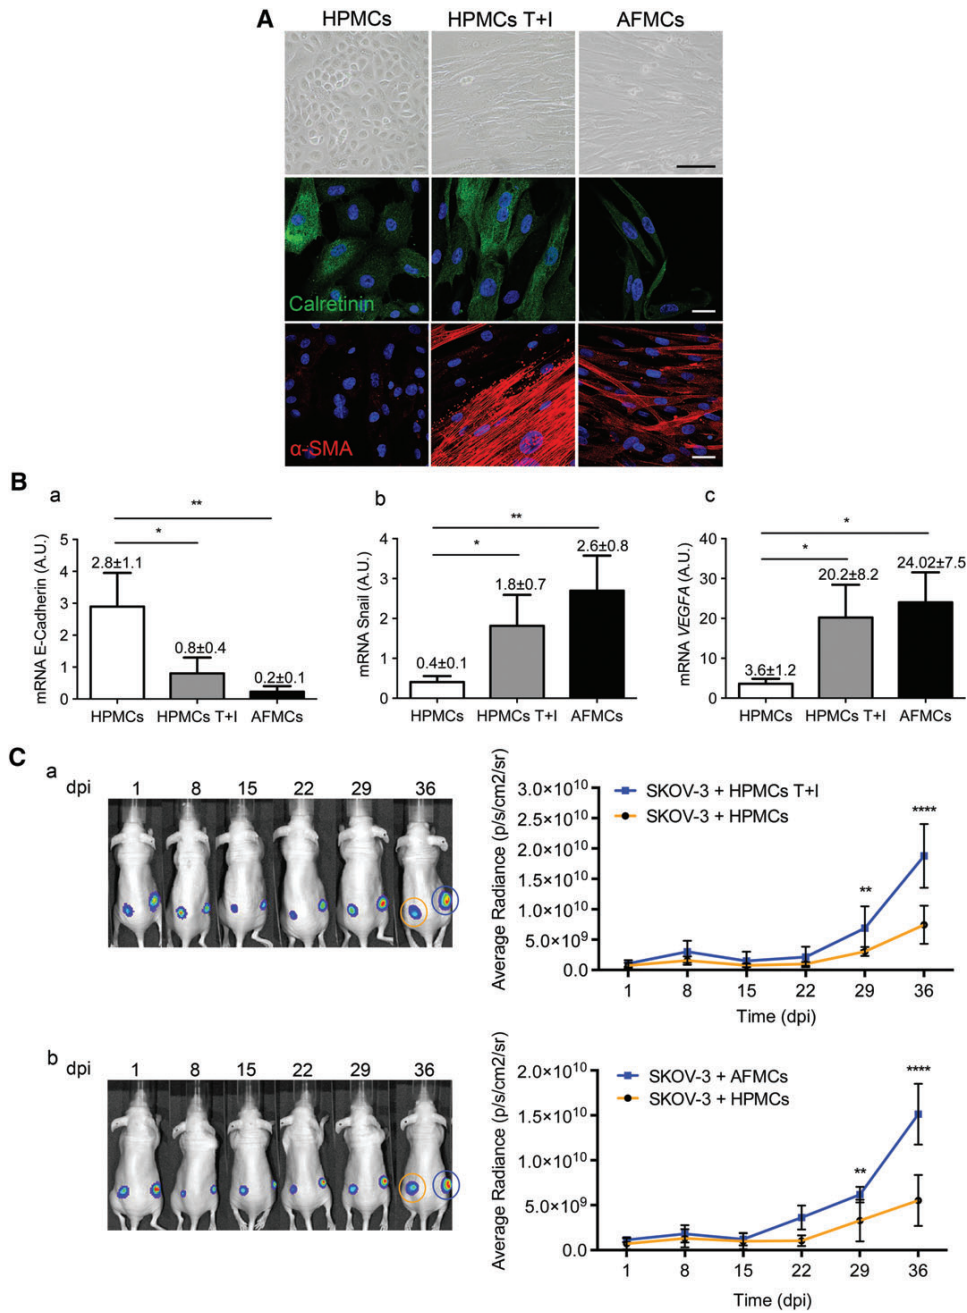 A
HPMCs HPMCs T+I AFMCs
Calretinin
α-SMA
B
a
**
*
mRNA E-Cadherin (A.U.)
5
4
3
2
1
0
2.8±1.1
0.8±0.4
0.2±0.1
HPMCs HPMCs T+I AFMCs
b
**
*
mRNA Snail (A.U.)
4
3
2
1
0
0.4±0.1
1.8±0.7
2.6±0.8
HPMCs HPMCs T+I AFMCs
c
*
*
mRNA VEGFA (A.U.)
40
30
20
10
0
3.6±1.2
20.2±8.2
24.02±7.5
HPMCs HPMCs T+I AFMCs
C
a
dpi 1 8 15 22 29 36
Average Radiance (p/s/cm2/sr)
3.0×10¹⁰
2.5×10¹⁰
2.0×10¹⁰
1.5×10¹⁰
1.0×10¹⁰
5.0×10⁹
0.0
SKOV-3 + HPMCs T+I
SKOV-3 + HPMCs
**
****
1 8 15 22 29 36
Time (dpi)
b
dpi 1 8 15 22 29 36
Average Radiance (p/s/cm2/sr)
2.0×10¹⁰
1.5×10¹⁰
1.0×10¹⁰
5.0×10⁹
0.0
SKOV-3 + AFMCs
SKOV-3 + HPMCs
**
****
1 8 15 22 29 36
Time (dpi)